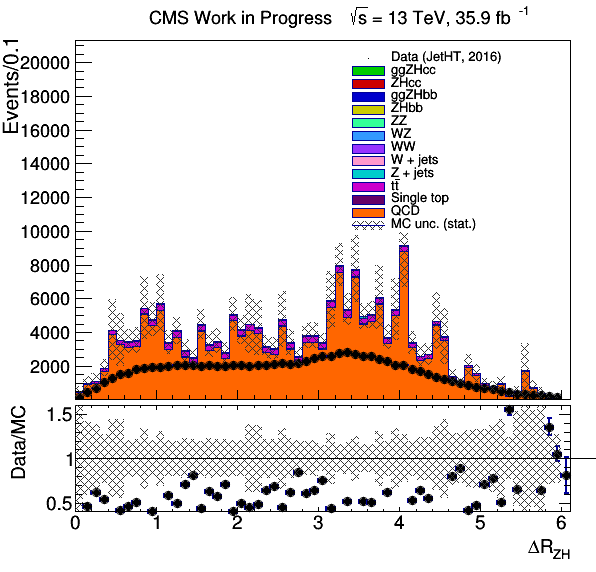 CMS Work in Progress √s = 13 TeV, 35.9 fb⁻¹
Events/0.1
20000
18000
16000
14000
12000
10000
8000
6000
4000
2000
Data (JetHT, 2016)
ggZHcc
ZHcc
ggZHbb
ZHbb
ZZ
WZ
WW
W + jets
Z + jets
tt̄
Single top
QCD
MC unc. (stat.)
Data/MC
1.5
1
0.5
0 1 2 3 4 5 6
ΔR_ZH